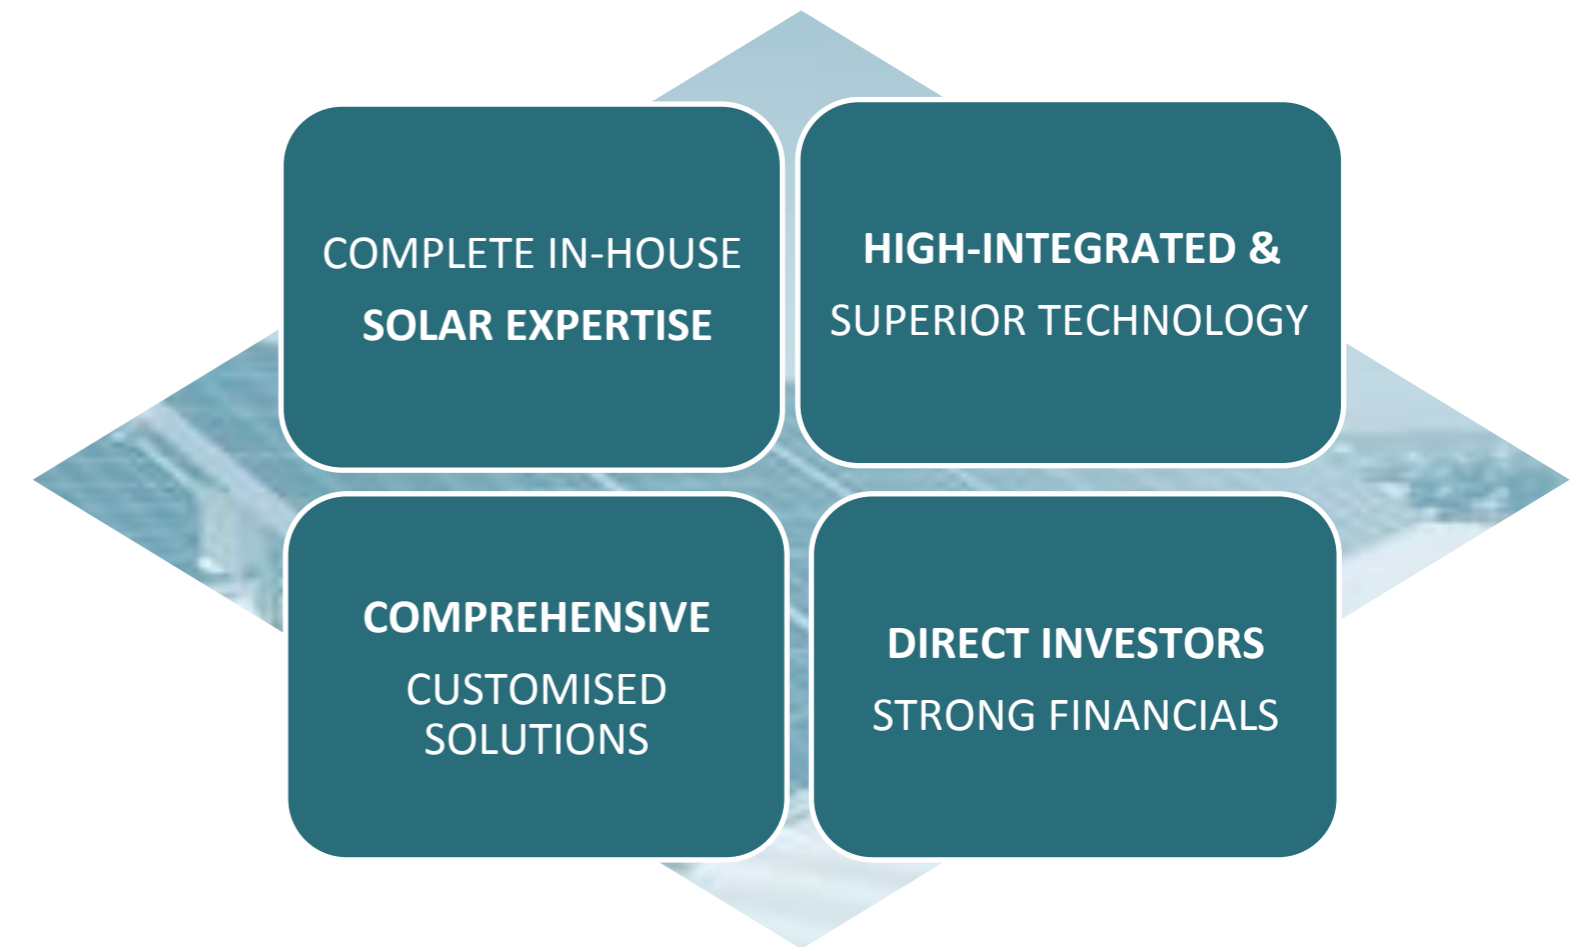 COMPLETE IN-HOUSE
SOLAR EXPERTISE
HIGH-INTEGRATED &
SUPERIOR TECHNOLOGY
COMPREHENSIVE
CUSTOMISED
SOLUTIONS
DIRECT INVESTORS
STRONG FINANCIALS